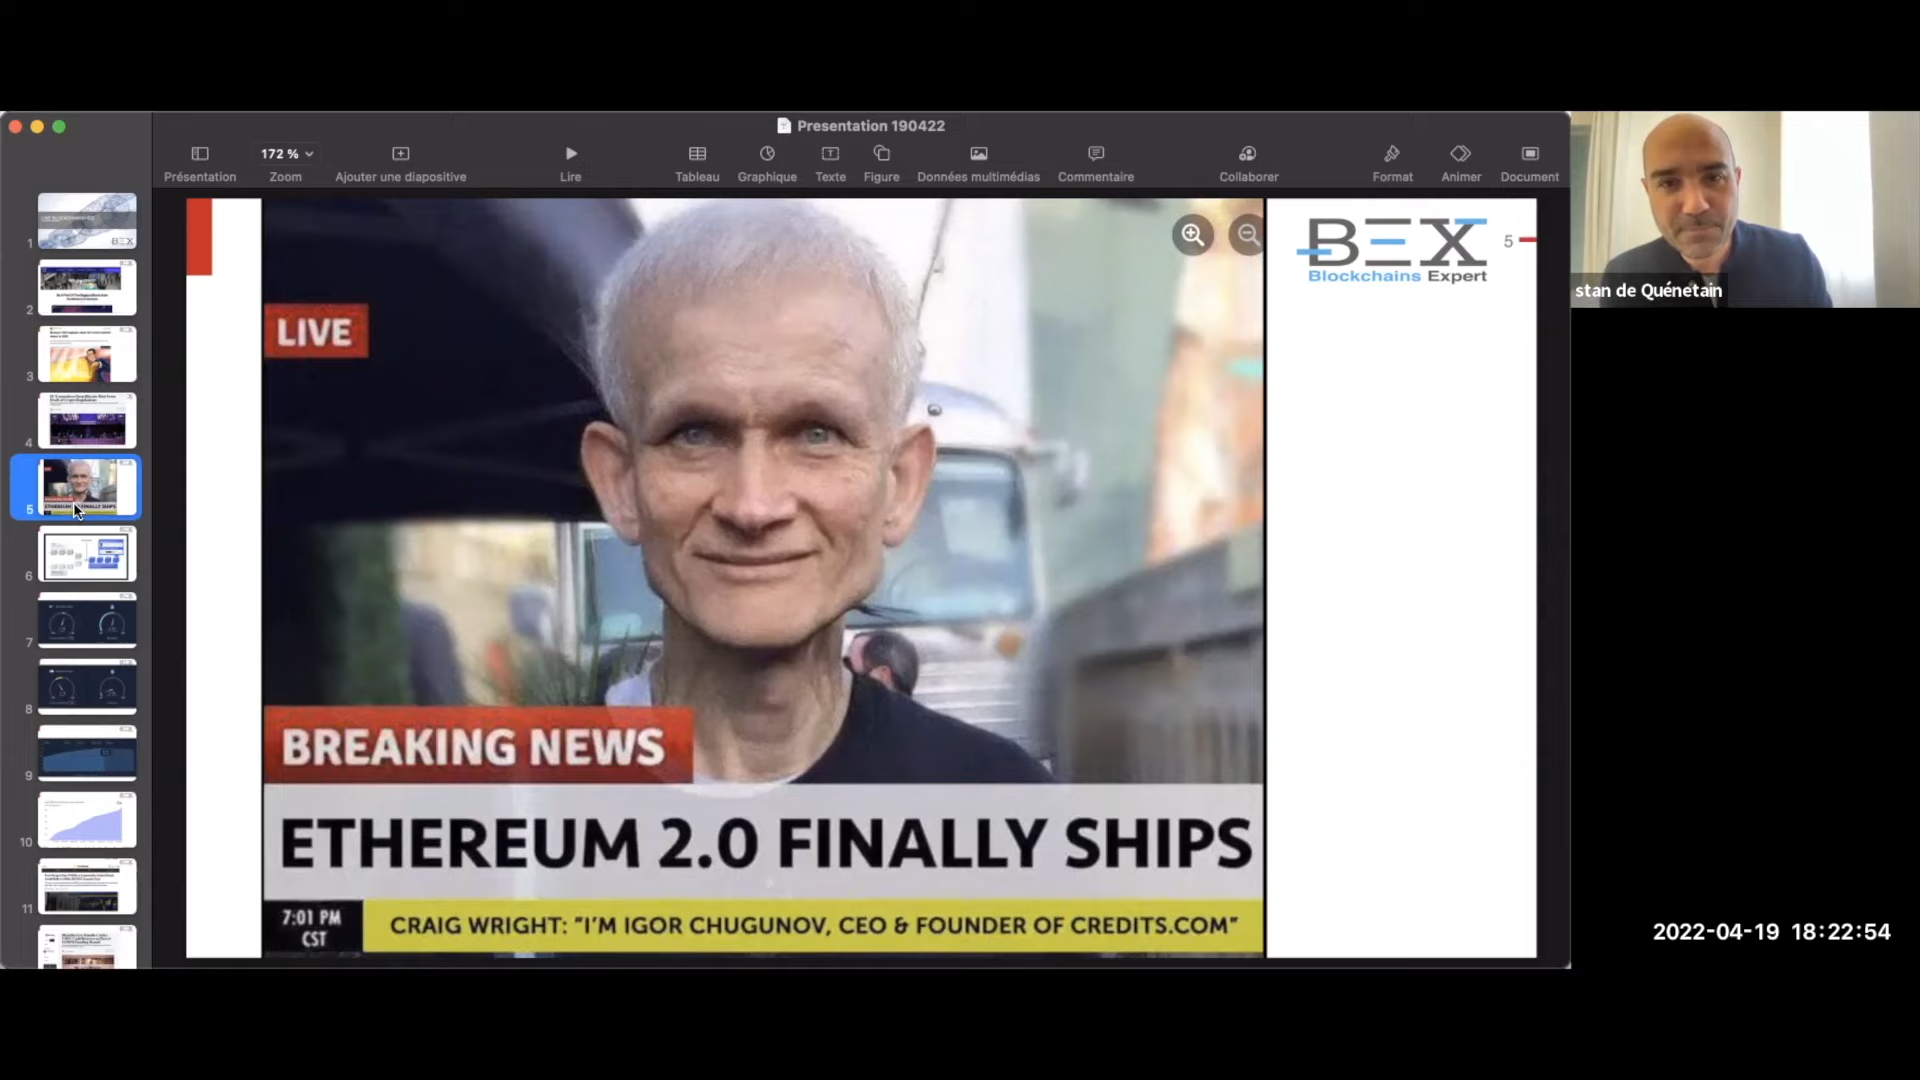 Presentation 190422
172 %
Présentation
Zoom
Ajouter une diapositive
Lire
Tableau
Graphique
Texte
Figure
Données multimédias
Commentaire
Collaborer
Format
Animer
Document
1
2
3
4
5
6
7
8
9
10
11
LIVE
BREAKING NEWS
ETHEREUM 2.0 FINALLY SHIPS
7:01 PM
CST
CRAIG WRIGHT: “I’M IGOR CHUGUNOV, CEO & FOUNDER OF CREDITS.COM”
BEX
Blockchains Expert
5
stan de Quénetain
2022-04-19 18:22:54